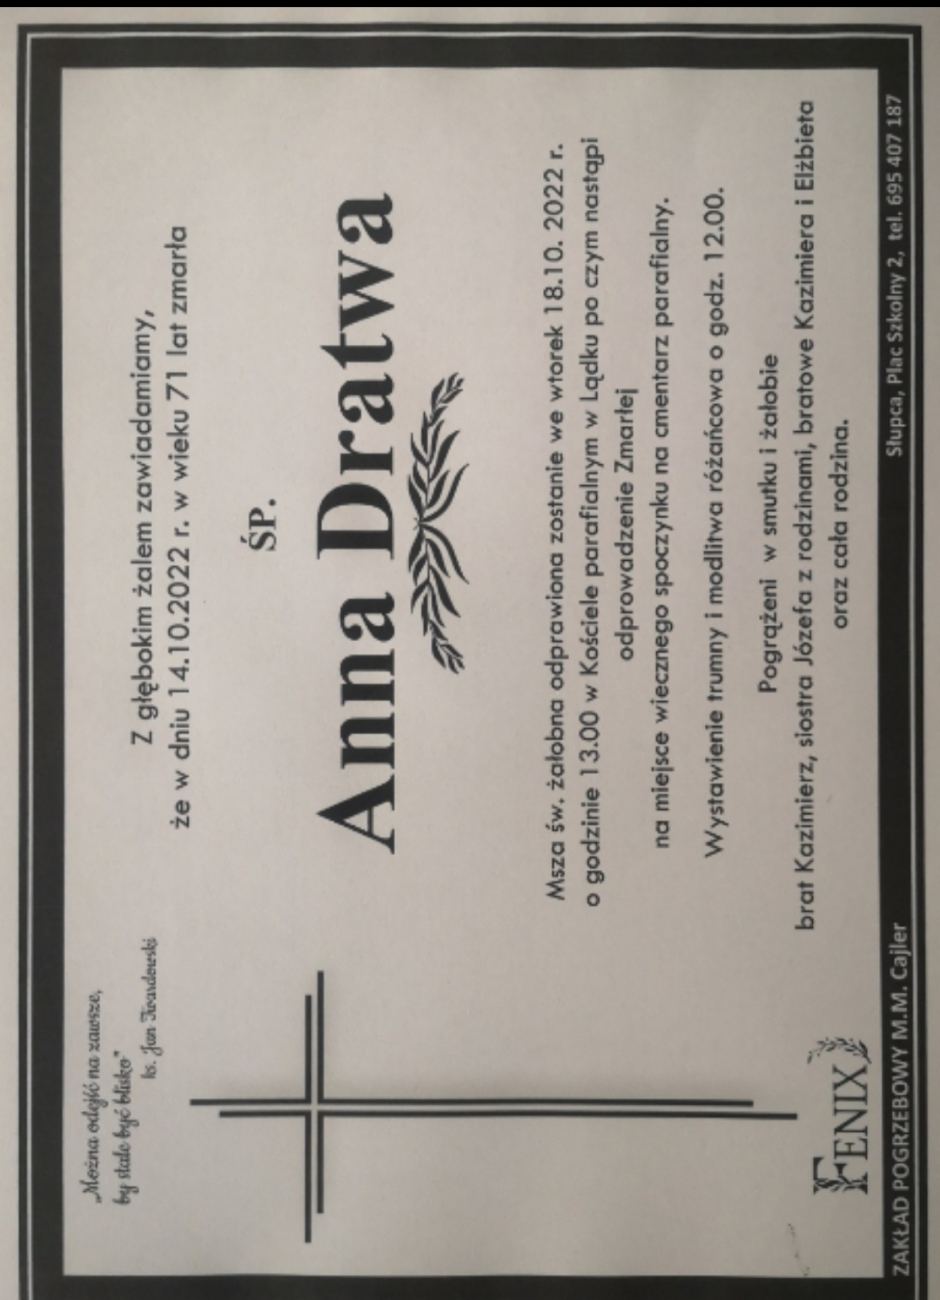 „Można odejść na zawsze,
by stale być blisko"
ks. Jan Twardowski
Z głębokim żalem zawiadamiamy,
że w dniu 14.10.2022 r. w wieku 71 lat zmarła
ŚP.
Anna Dratwa
Msza św. żałobna odprawiona zostanie we wtorek 18.10. 2022 r.
o godzinie 13.00 w Kościele parafialnym w Lądku po czym nastąpi
odprowadzenie Zmarłej
na miejsce wiecznego spoczynku na cmentarz parafialny.
Wystawienie trumny i modlitwa różańcowa o godz. 12.00.
Pogrążeni w smutku i żałobie
brat Kazimierz, siostra Józefa z rodzinami, bratowe Kazimiera i Elżbieta
oraz cała rodzina.
FENIX
ZAKŁAD POGRZEBOWY M.M. Cajler
Słupca, Plac Szkolny 2, tel. 695 407 187